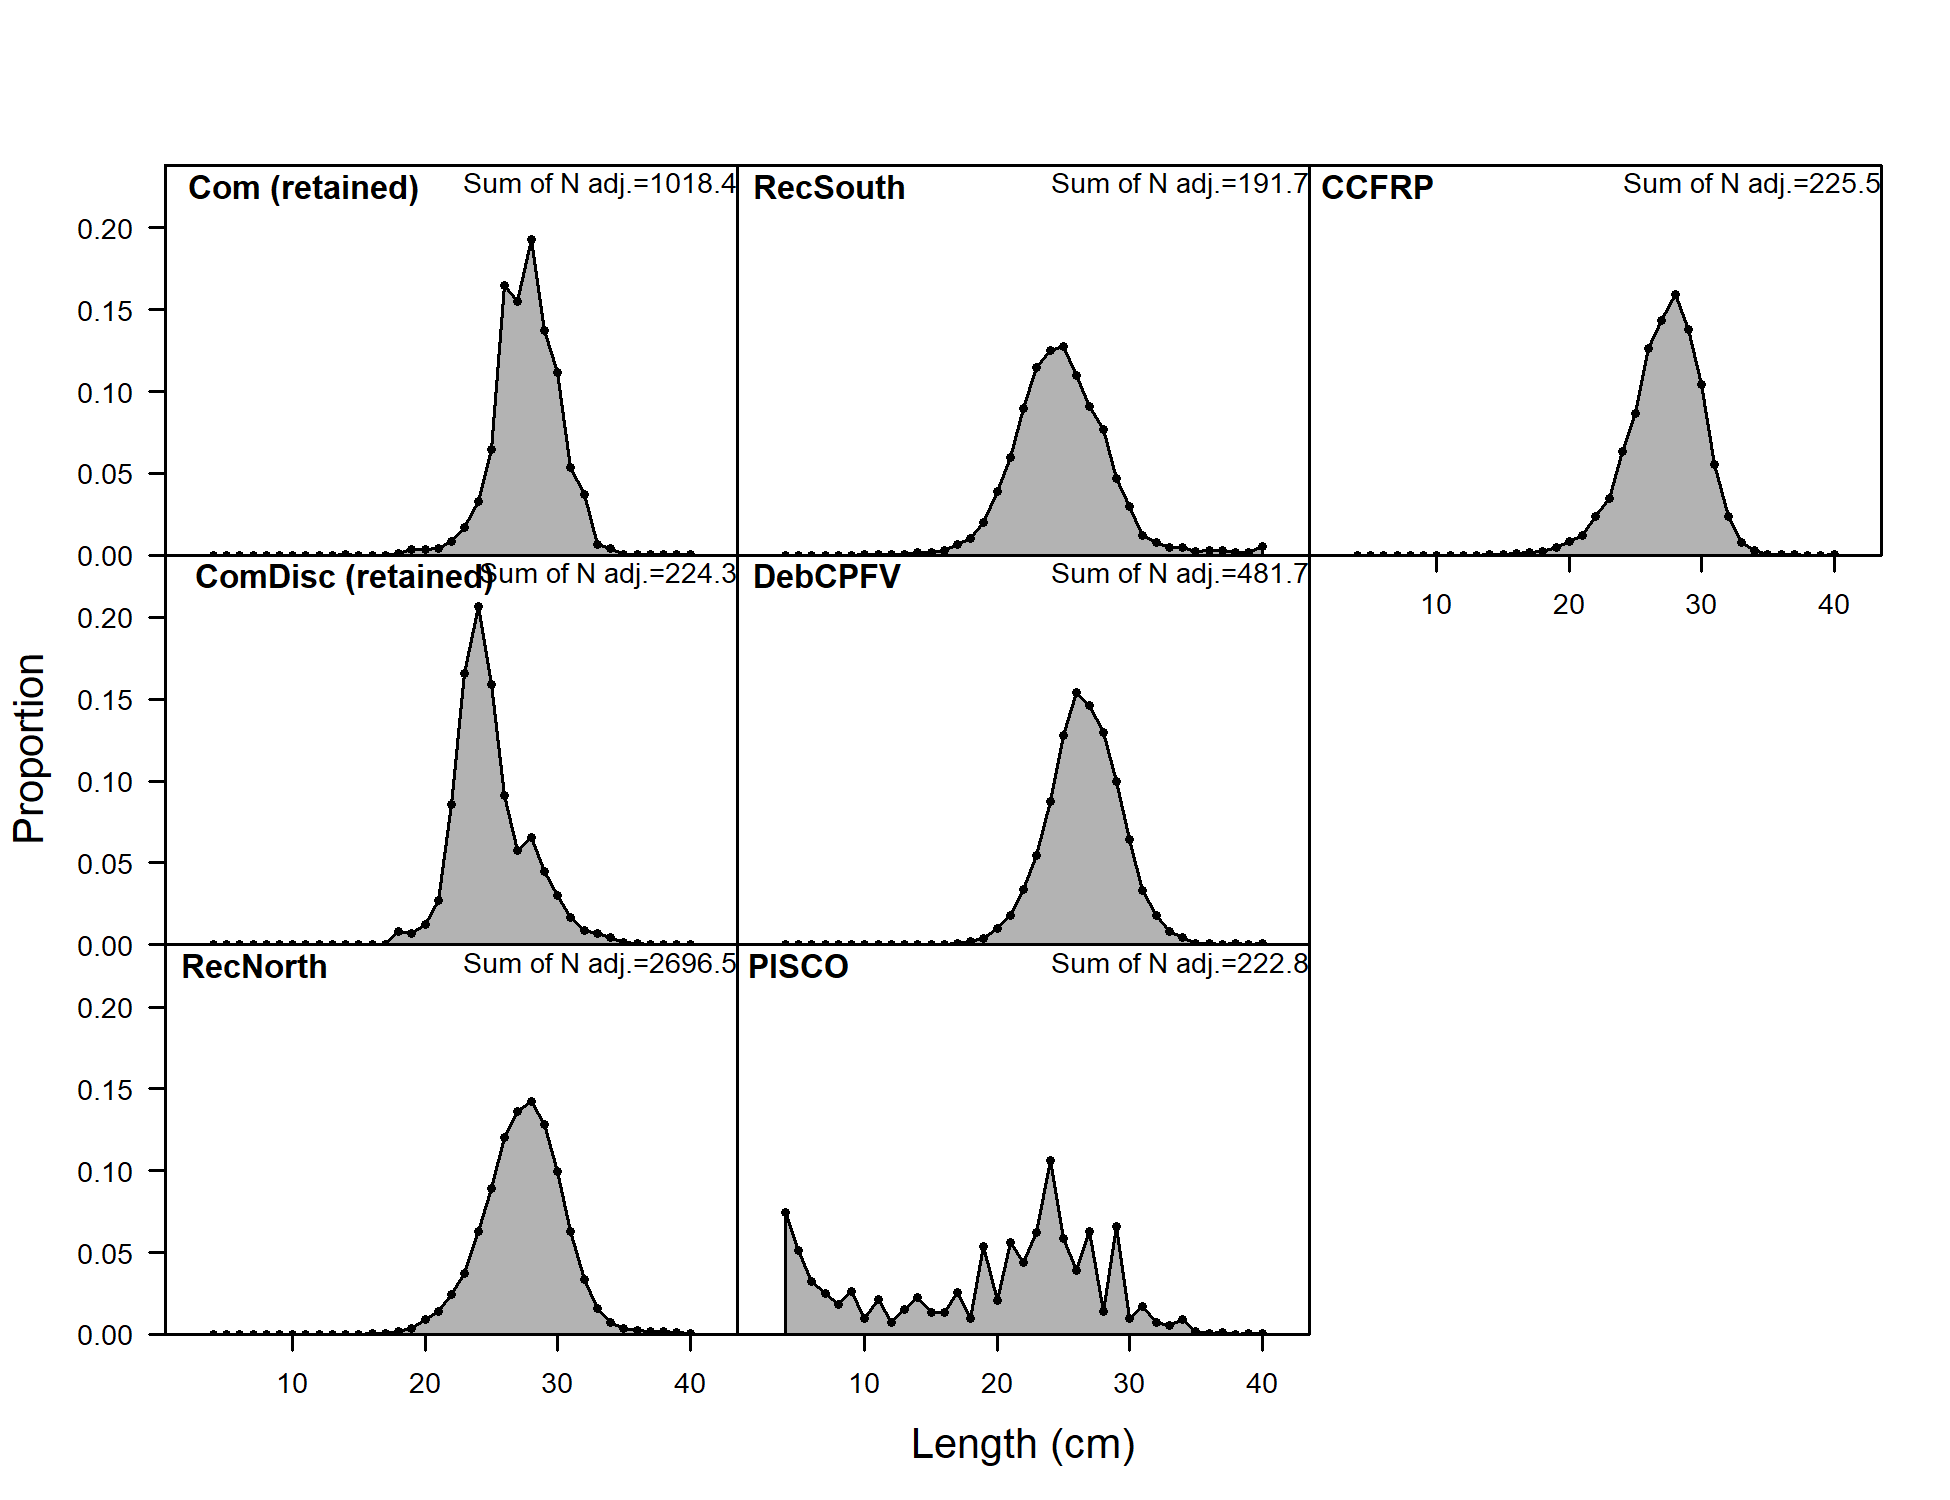 Com (retained) Sum of N adj.=1018.4
RecSouth Sum of N adj.=191.7
CCFRP Sum of N adj.=225.5
0.20
0.15
0.10
0.05
0.00
10 20 30 40
ComDisc (retained) Sum of N adj.=224.3
DebCPFV Sum of N adj.=481.7
0.20
0.15
0.10
0.05
0.00
RecNorth Sum of N adj.=2696.5
PISCO Sum of N adj.=222.8
0.20
0.15
0.10
0.05
0.00
10 20 30 40
10 20 30 40
Proportion
Length (cm)